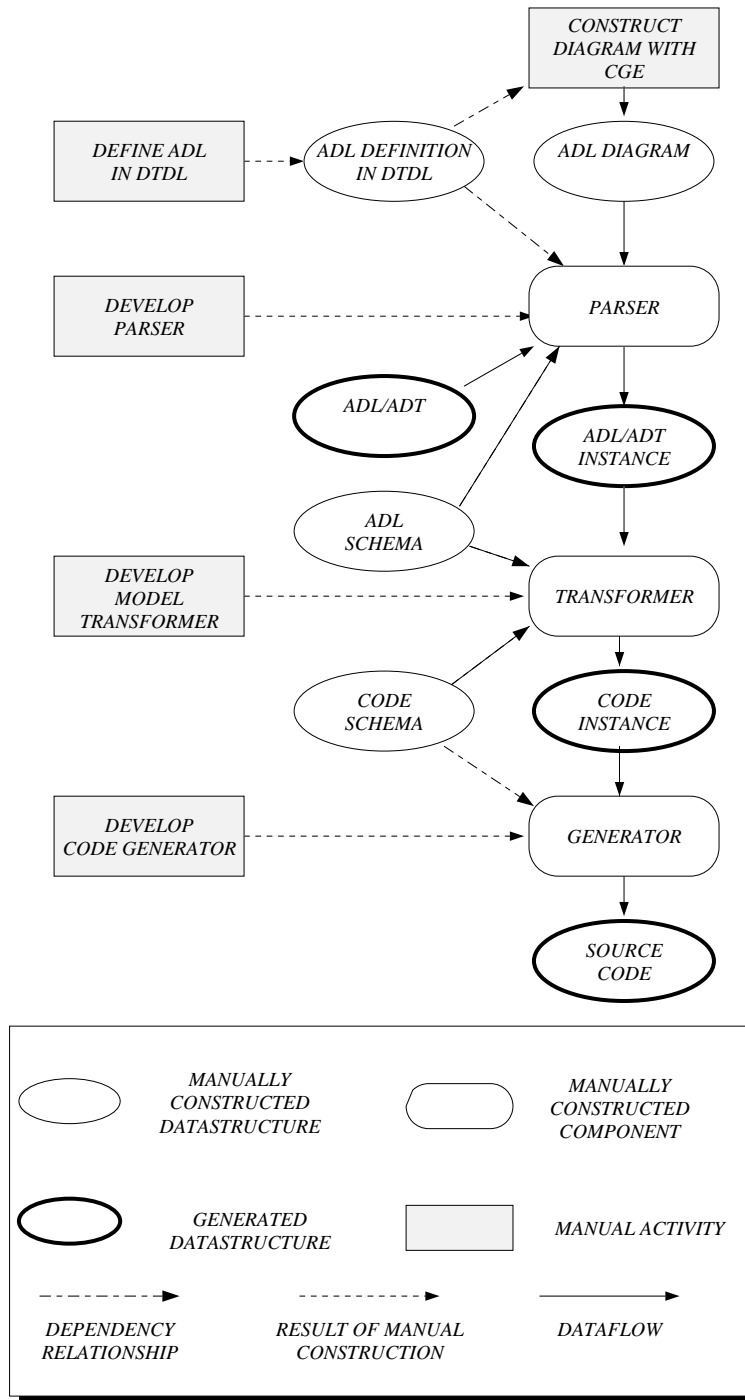 CONSTRUCT
DIAGRAM WITH
CGE
DEFINE ADL
IN DTDL
ADL DEFINITION
IN DTDL
ADL DIAGRAM
DEVELOP
PARSER
PARSER
ADL/ADT
ADL/ADT
INSTANCE
ADL
SCHEMA
DEVELOP
MODEL
TRANSFORMER
TRANSFORMER
CODE
SCHEMA
CODE
INSTANCE
DEVELOP
CODE GENERATOR
GENERATOR
SOURCE
CODE
MANUALLY
CONSTRUCTED
DATASTRUCTURE
MANUALLY
CONSTRUCTED
COMPONENT
GENERATED
DATASTRUCTURE
MANUAL ACTIVITY
DEPENDENCY
RELATIONSHIP
RESULT OF MANUAL
CONSTRUCTION
DATAFLOW